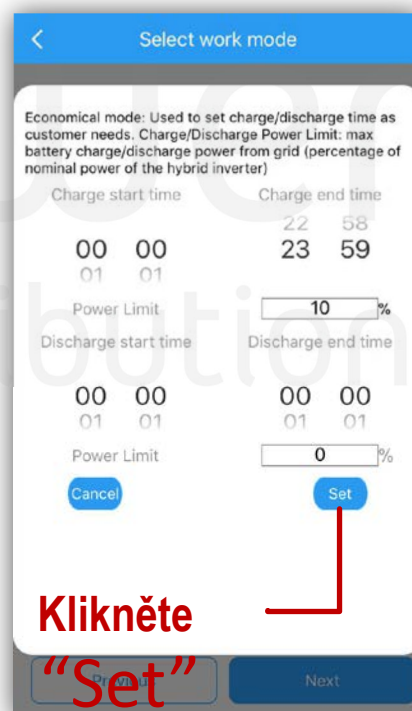 Select work mode
Economical mode: Used to set charge/discharge time as
customer needs. Charge/Discharge Power Limit: max
battery charge/discharge power from grid (percentage of
nominal power of the hybrid inverter)
Charge start time Charge end time
22 58
00 00 23 59
01 01
Power Limit 10 %
Discharge start time Discharge end time
00 00 00 00
01 01 01 01
Power Limit 0 %
Cancel Set
Klikněte
“Set”
Next